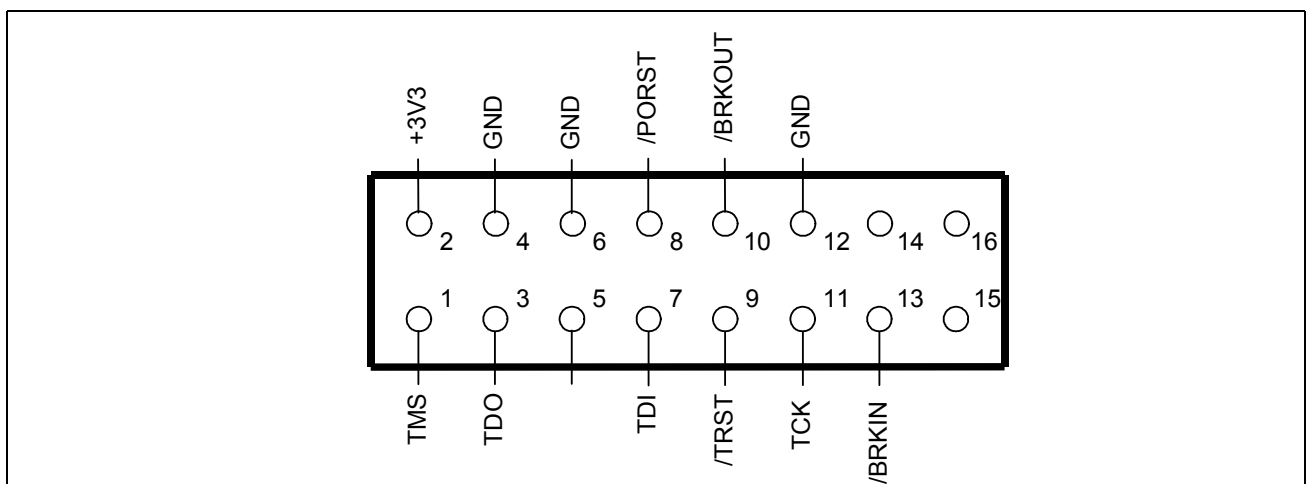 +3V3 GND GND /PORST /BRKOUT GND
2 4 6 8 10 12 14 16
1 3 5 7 9 11 13 15
TMS TDO TDI /TRST TCK /BRKIN